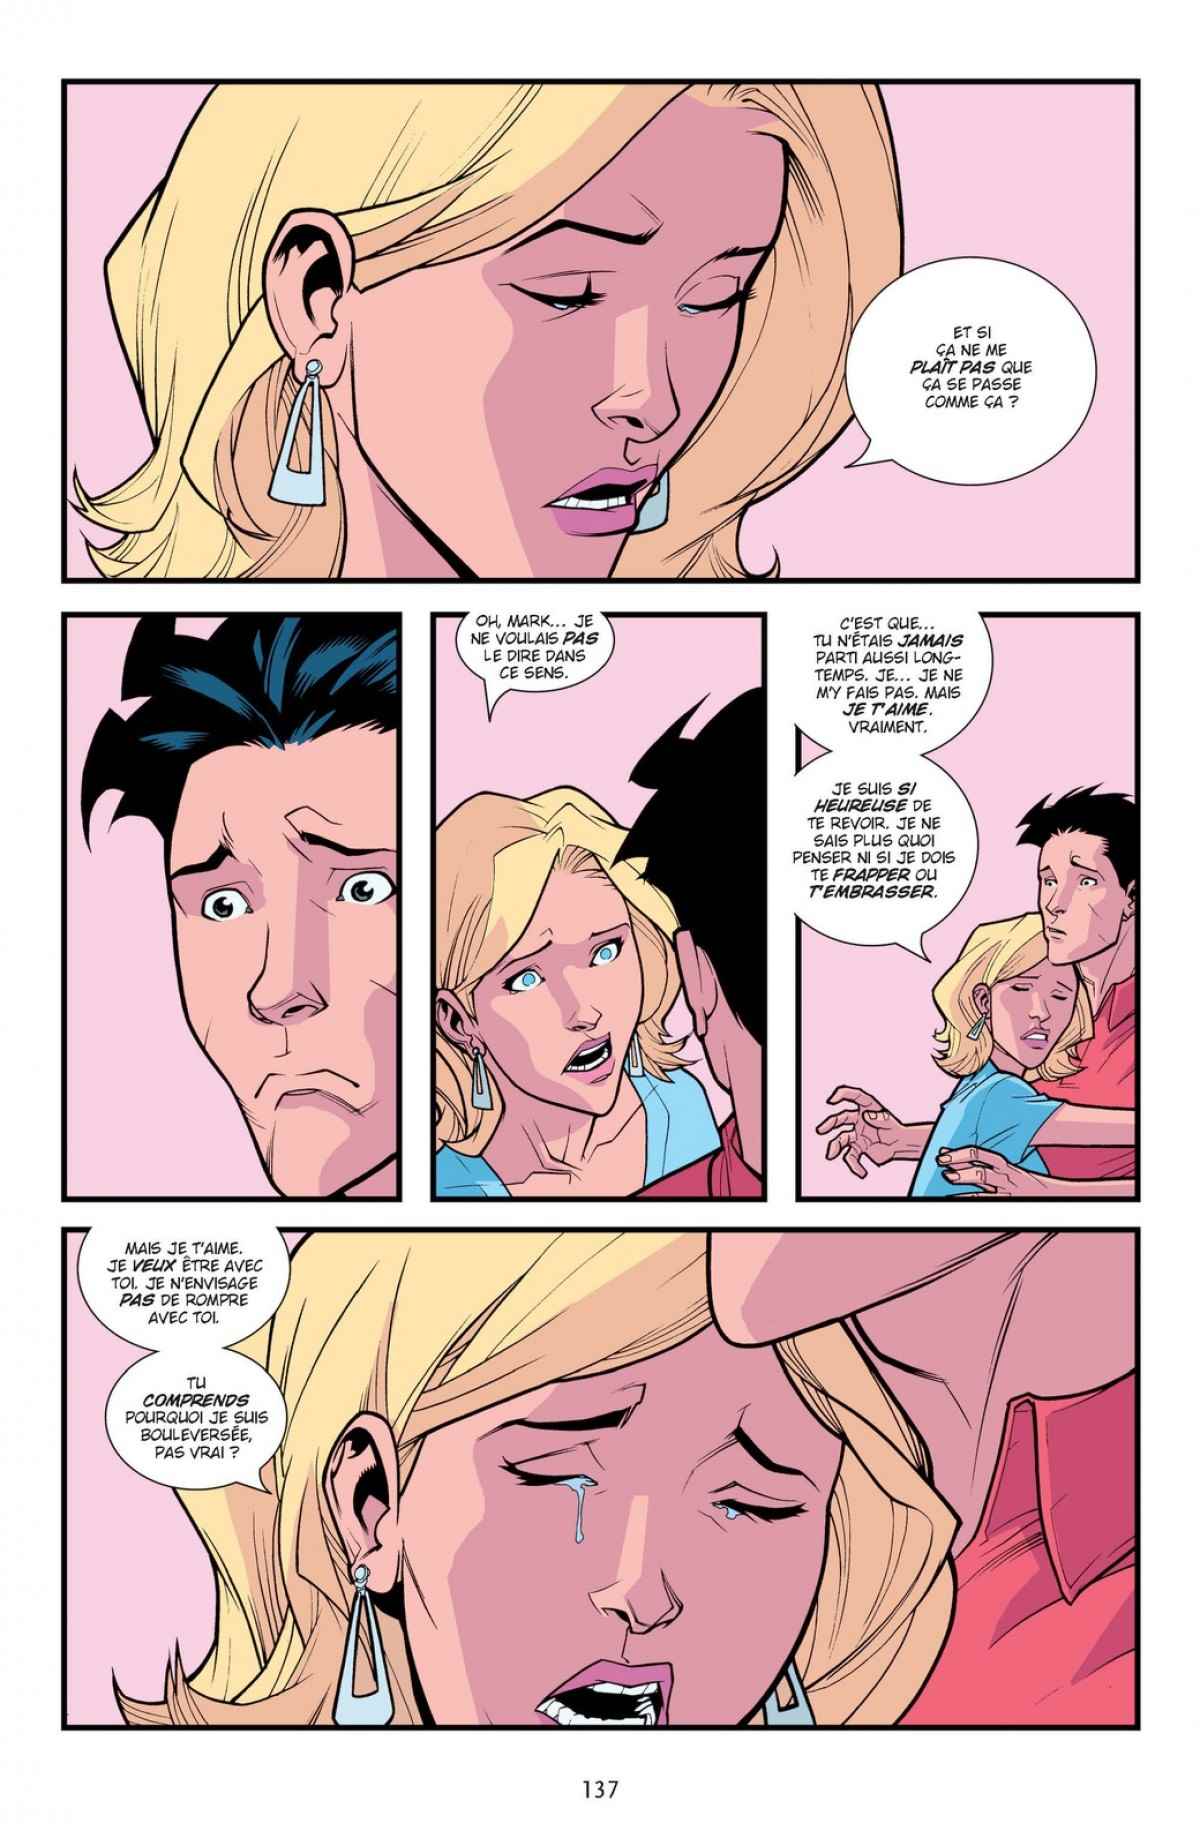 ET SI
ÇA NE ME
PLAÎT PAS QUE
ÇA SE PASSE
COMME ÇA ?
OH, MARK... JE
NE VOULAIS PAS
LE DIRE DANS
CE SENS.
C'EST QUE...
TU N'ÉTAIS JAMAIS
PARTI AUSSI LONG-
TEMPS. JE... JE NE
M'Y FAIS PAS. MAIS
JE T'AIME.
VRAIMENT.
JE SUIS SI
HEUREUSE DE
TE REVOIR. JE NE
SAIS PLUS QUOI
PENSER NI SI JE DOIS
TE FRAPPER OU
T'EMBRASSER.
MAIS JE T'AIME.
JE VEUX ÊTRE AVEC
TOI. JE N'ENVISAGE
PAS DE ROMPRE
AVEC TOI.
TU
COMPRENDS
POURQUOI JE SUIS
BOULEVERSÉE,
PAS VRAI ?
137